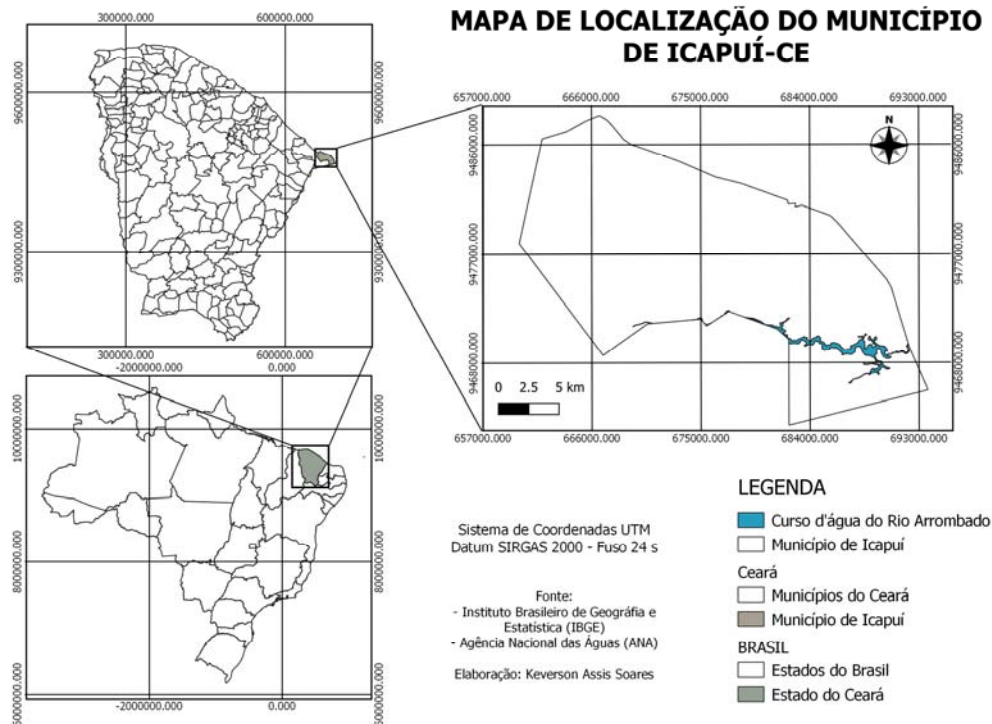 MAPA DE LOCALIZAÇÃO DO MUNICÍPIO
DE ICAPUÍ-CE
300000.000 600000.000
9600000.000 9600000.000
9300000.000 9300000.000
300000.000 600000.000
657000.000 666000.000 675000.000 684000.000 693000.000
N
9486000.000 9486000.000
9477000.000 9477000.000
9468000.000 9468000.000
0 2.5 5 km
657000.000 666000.000 675000.000 684000.000 693000.000
-2000000.000 0.000
10000000.000 10000000.000
8000000.000 8000000.000
6000000.000 6000000.000
-2000000.000 0.000
Sistema de Coordenadas UTM
Datum SIRGAS 2000 - Fuso 24 s
Fonte:
- Instituto Brasileiro de Geográfia e
Estatística (IBGE)
- Agência Nacional das Águas (ANA)
Elaboração: Keverson Assis Soares
LEGENDA
Curso d'água do Rio Arrombado
Município de Icapuí
Ceará
Municípios do Ceará
Município de Icapuí
BRASIL
Estados do Brasil
Estado do Ceará